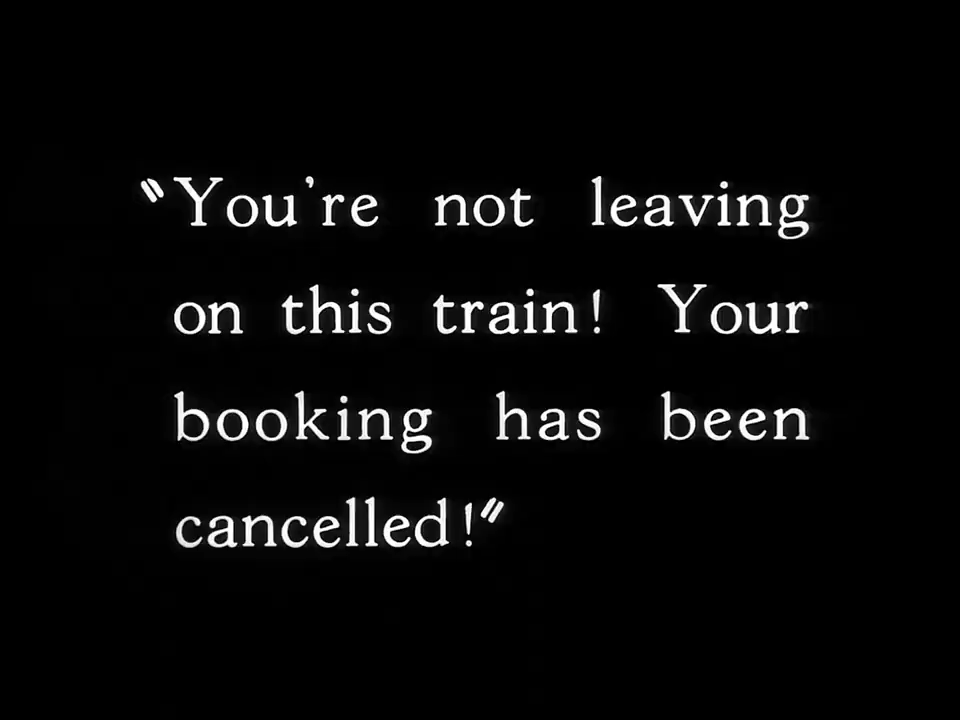 "You're not leaving
on this train! Your
booking has been
cancelled!"